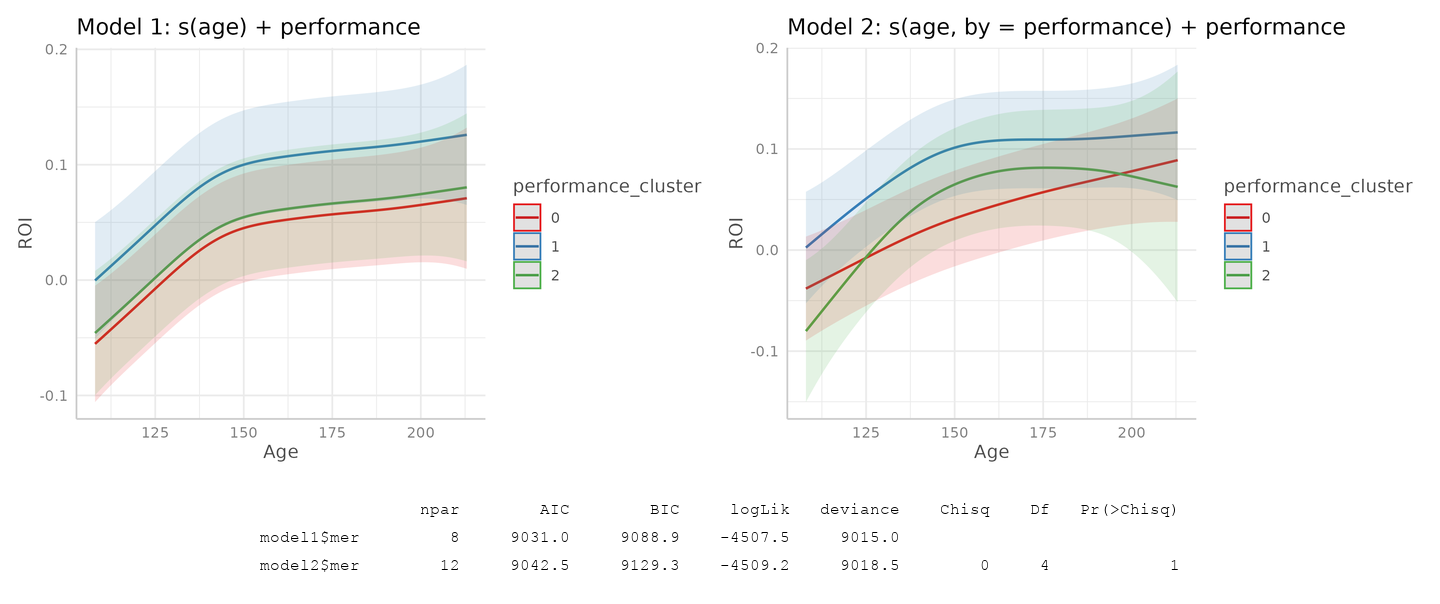 Model 1: s(age) + performance
0.2
0.1
0.0
-0.1
ROI
125 150 175 200
Age
performance_cluster
0
1
2
Model 2: s(age, by = performance) + performance
0.2
0.1
0.0
-0.1
ROI
125 150 175 200
Age
performance_cluster
0
1
2
npar AIC BIC logLik deviance Chisq Df Pr(>Chisq)
model1$mer 8 9031.0 9088.9 -4507.5 9015.0
model2$mer 12 9042.5 9129.3 -4509.2 9018.5 0 4 1